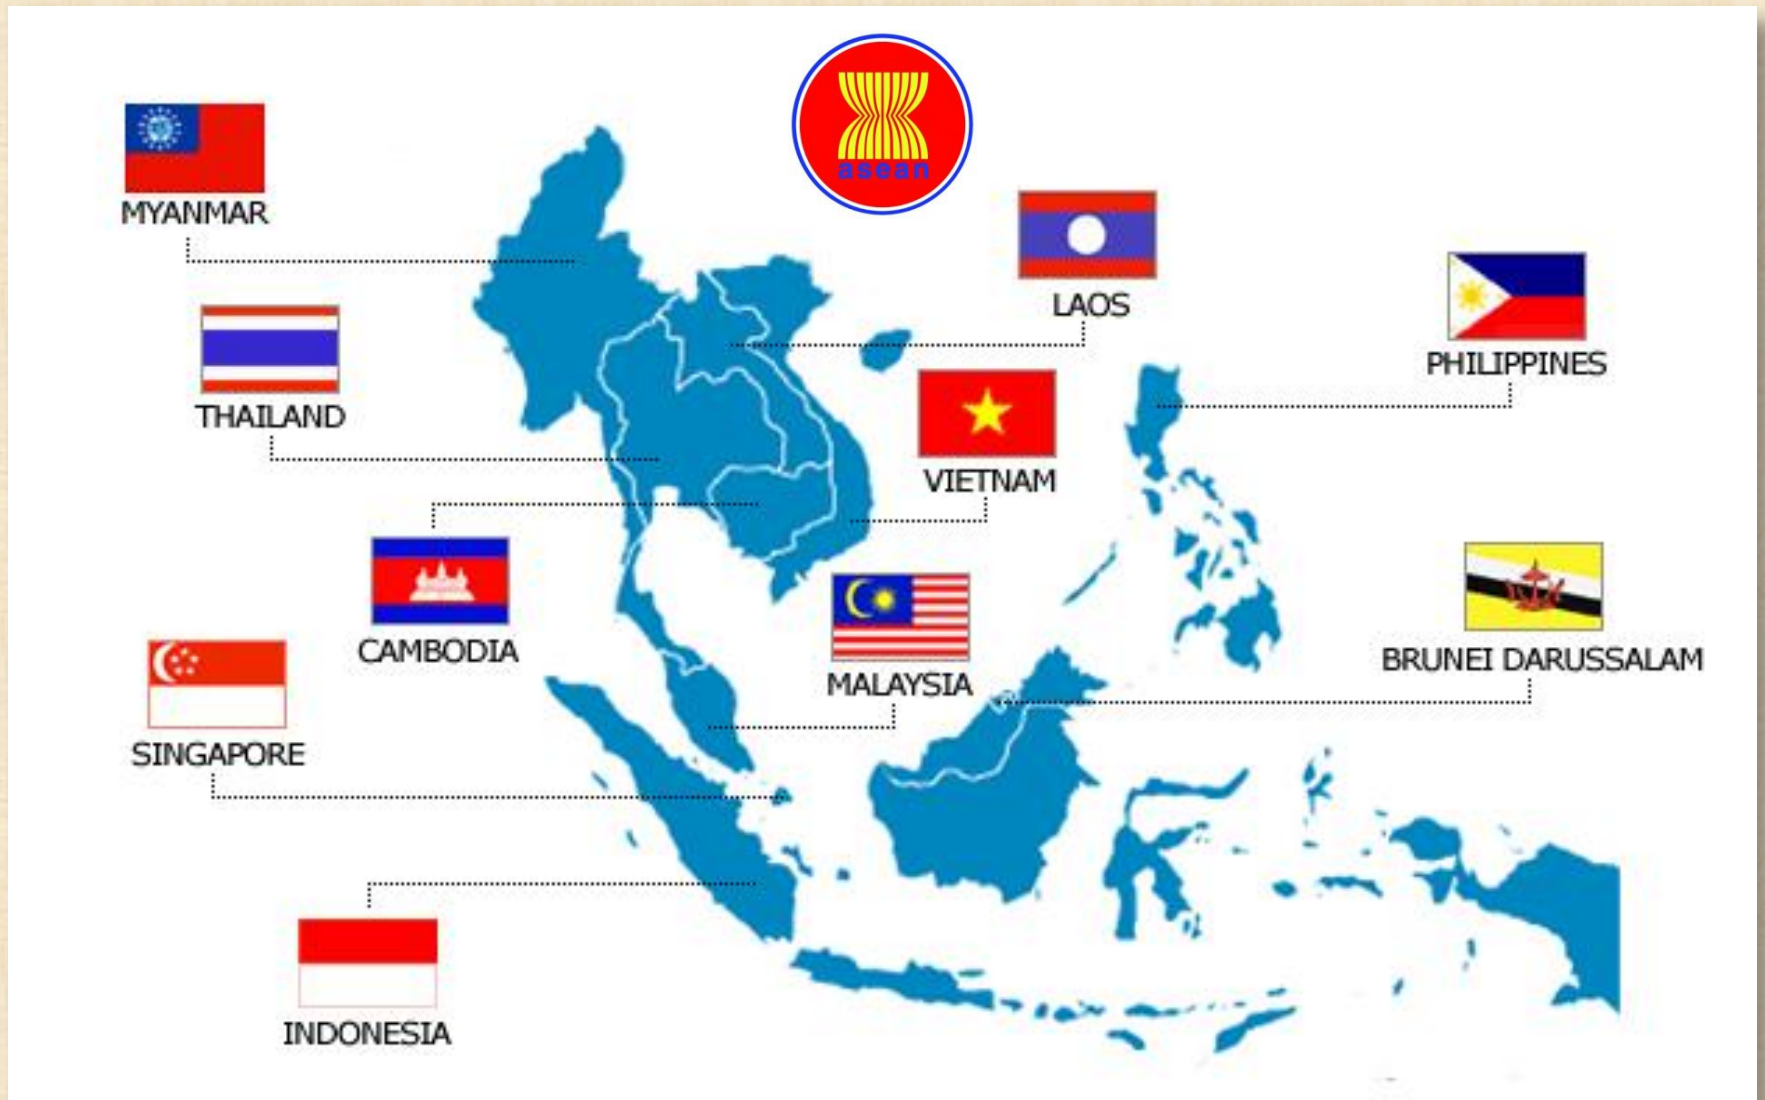 asean
MYANMAR
LAOS
PHILIPPINES
THAILAND
VIETNAM
CAMBODIA
BRUNEI DARUSSALAM
MALAYSIA
SINGAPORE
INDONESIA